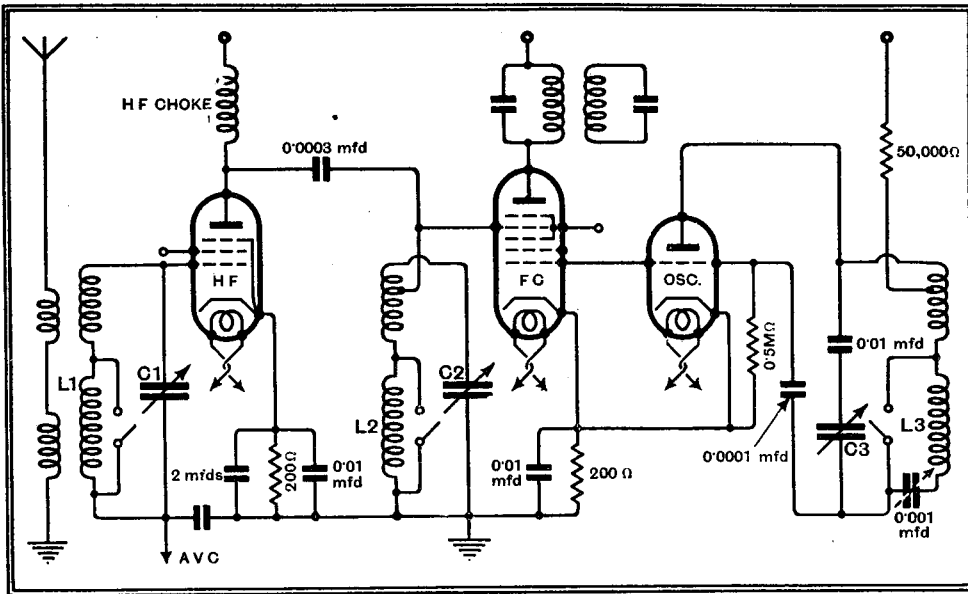 HF CHOKE
0·0003 mfd
50,000Ω
HF
FC
OSC.
L1
C1
L2
C2
0·5MΩ
0·01 mfd
C3
L3
2 mfds
200Ω
0·01
mfd
0·01
mfd
200 Ω
0·0001 mfd
0·001
mfd
AVC